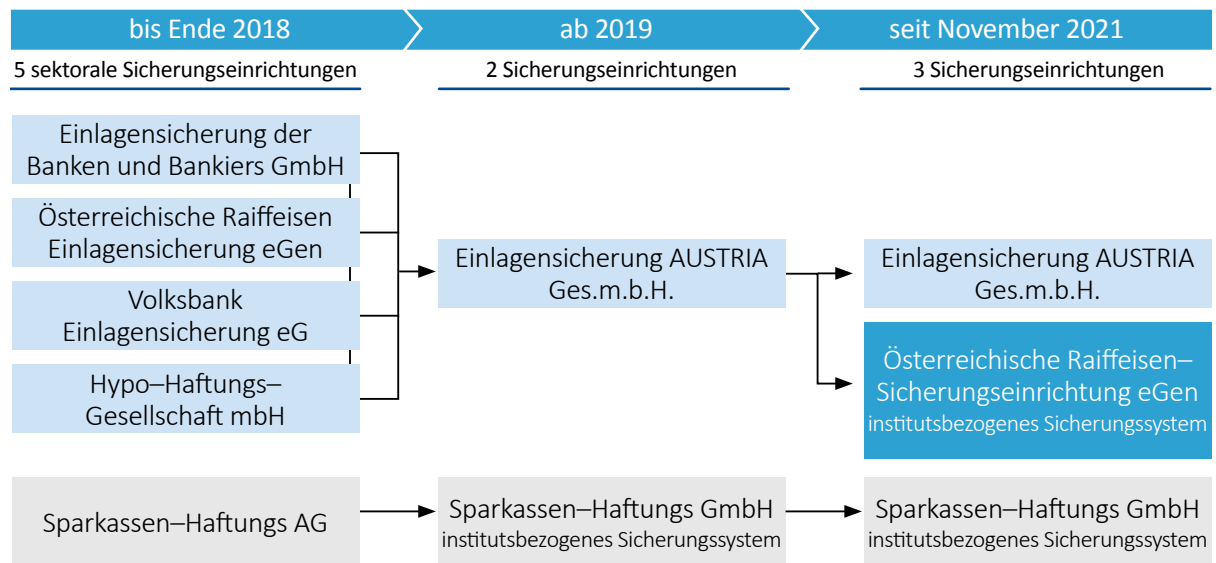 bis Ende 2018
ab 2019
seit November 2021
5 sektorale Sicherungseinrichtungen
2 Sicherungseinrichtungen
3 Sicherungseinrichtungen
Einlagensicherung der
Banken und Bankiers GmbH
Österreichische Raiffeisen
Einlagensicherung eGen
Volksbank
Einlagensicherung eG
Hypo–Haftungs–
Gesellschaft mbH
Einlagensicherung AUSTRIA
Ges.m.b.H.
Einlagensicherung AUSTRIA
Ges.m.b.H.
Österreichische Raiffeisen–
Sicherungseinrichtung eGen
institutsbezogenes Sicherungssystem
Sparkassen–Haftungs AG
Sparkassen–Haftungs GmbH
institutsbezogenes Sicherungssystem
Sparkassen–Haftungs GmbH
institutsbezogenes Sicherungssystem